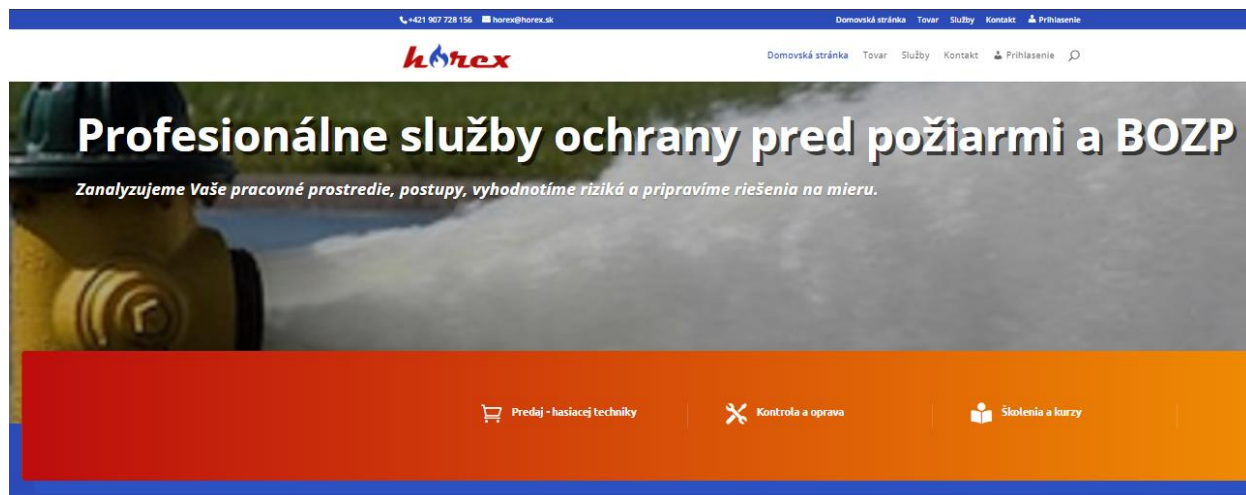 +421 907 728 156 horex@horex.sk Domovská stránka Tovar Služby Kontakt Prihlasenie
horex Domovská stránka Tovar Služby Kontakt Prihlasenie
Profesionálne služby ochrany pred požiarmi a BOZP
Zanalyzujeme Vaše pracovné prostredie, postupy, vyhodnotíme riziká a pripravíme riešenia na mieru.
Predaj - hasiacej techniky Kontrola a oprava Školenia a kurzy